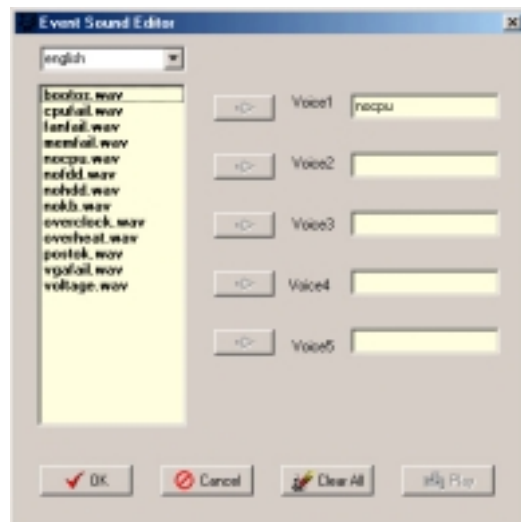 Event Sound Editor
english
bootos.wav
cpufail.wav
fanfail.wav
memfail.wav
nocpu.wav
nofdd.wav
nohdd.wav
nokb.wav
overclock.wav
overheat.wav
postok.wav
vgafail.wav
voltage.wav
Voice1
nocpu
Voice2
Voice3
Voice4
Voice5
OK
Cancel
Clear All
Play